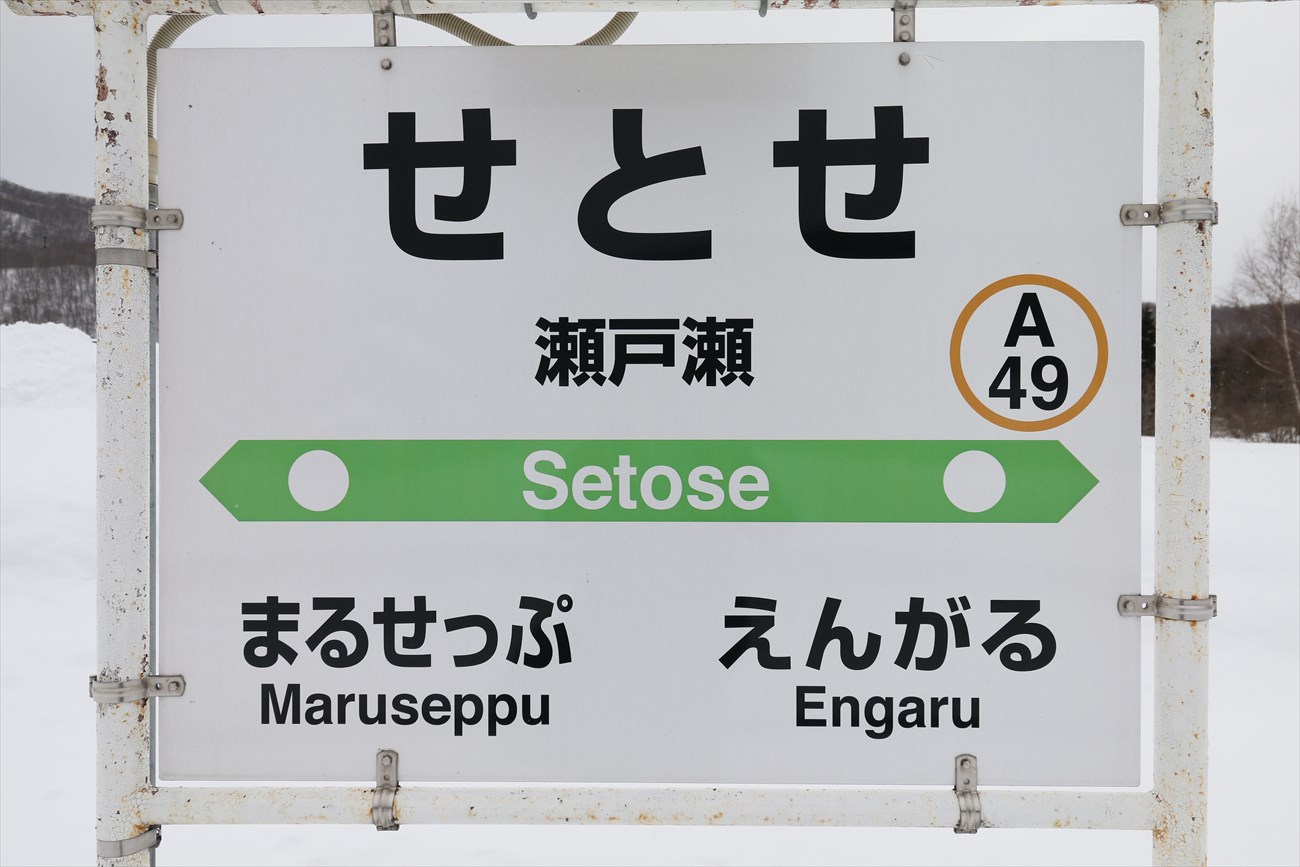 せとせ
瀬戸瀬
A
49
Setose
まるせっぷ
Maruseppu
えんがる
Engaru